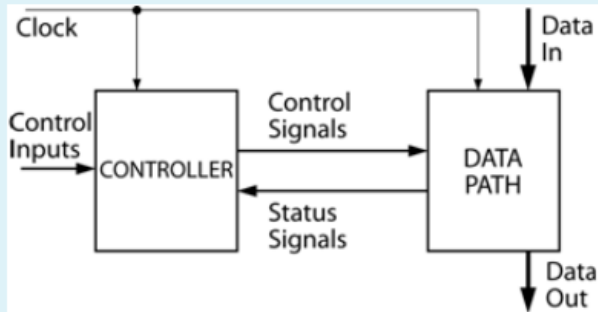 Clock
Data
In
Control
Inputs
CONTROLLER
Control
Signals
DATA
PATH
Status
Signals
Data
Out